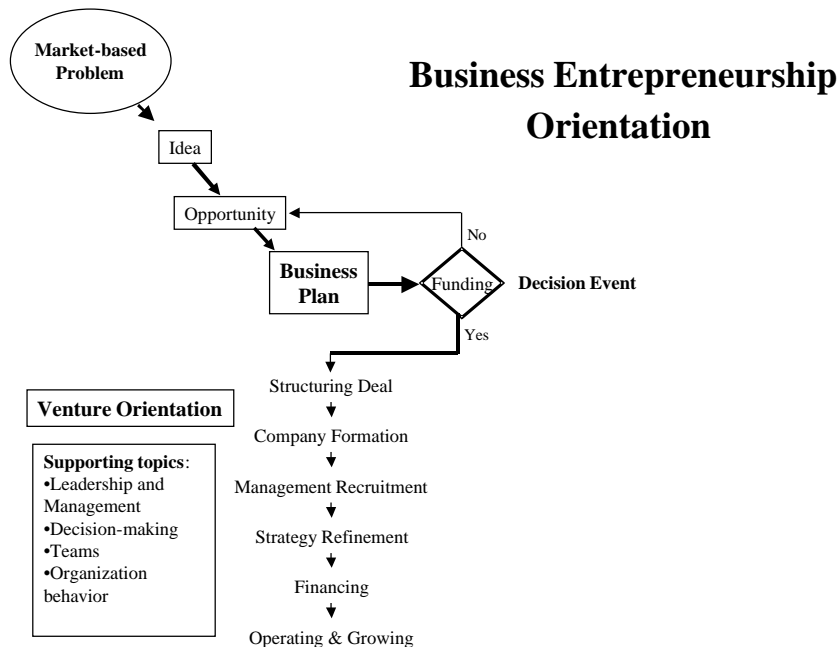 Market-based
Problem
Business Entrepreneurship
Orientation
Idea
Opportunity
No
Business
Plan
Funding
Decision Event
Yes
Structuring Deal
Venture Orientation
Company Formation
Supporting topics:
•Leadership and
Management
•Decision-making
•Teams
•Organization
behavior
Management Recruitment
Strategy Refinement
Financing
Operating & Growing